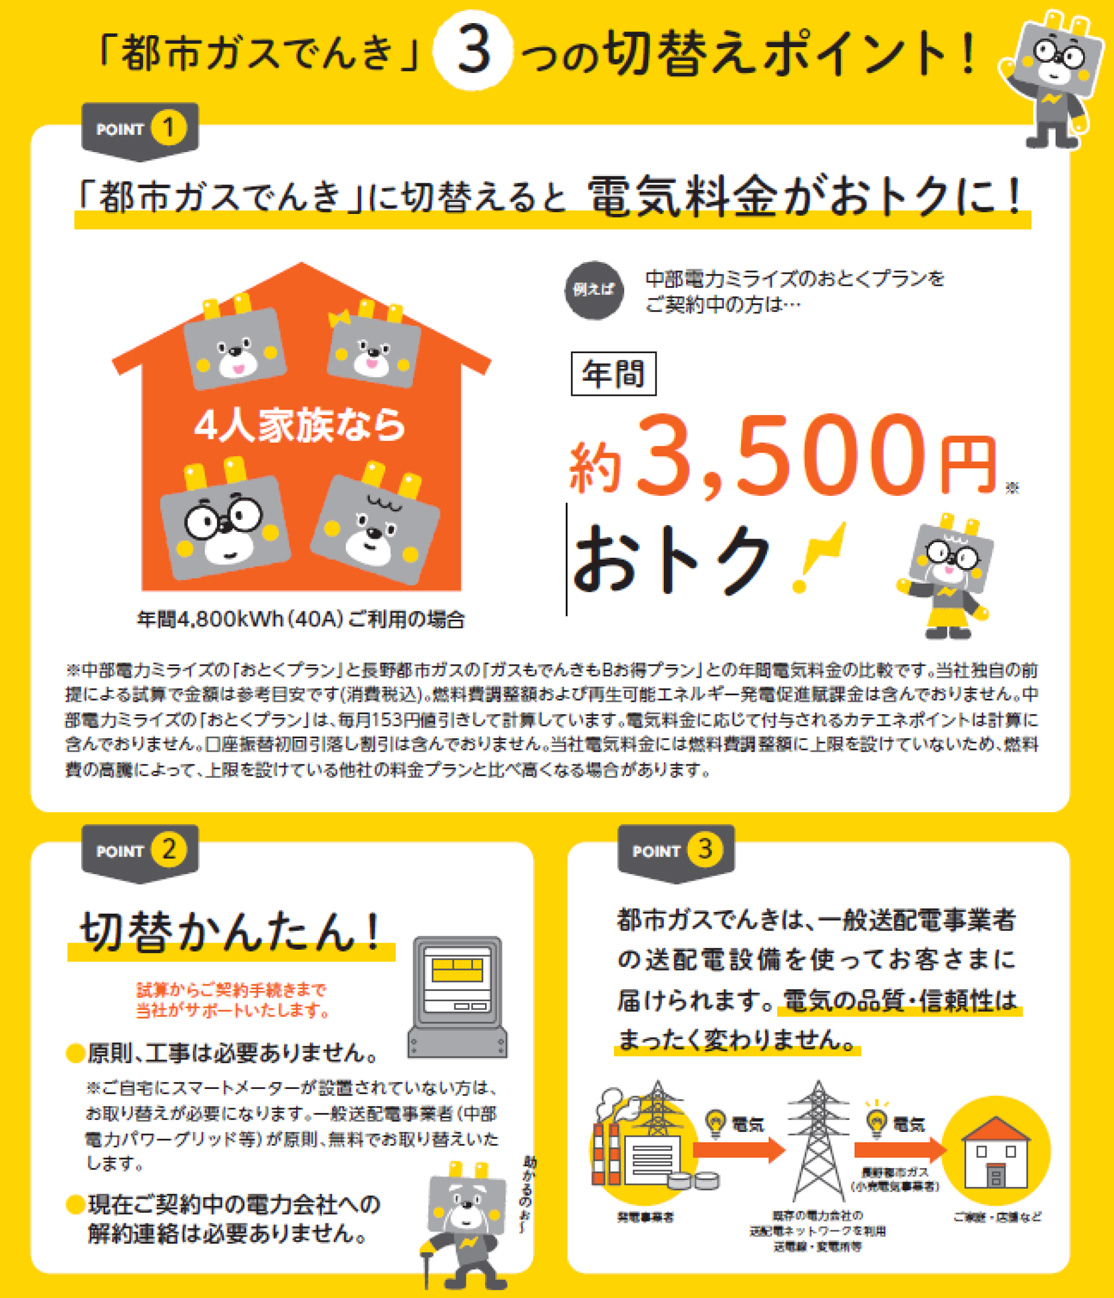 「都市ガスでんき」3つの切替えポイント!
POINT 1
「都市ガスでんき」に切替えると 電気料金がおトクに!
4人家族なら
年間4,800kWh(40A)ご利用の場合
例えば
中部電力ミライズのおとくプランを
ご契約中の方は…
年間
約3,500円※
おトク!
※中部電力ミライズの「おとくプラン」と長野都市ガスの「ガスもでんきもBお得プラン」との年間電気料金の比較です。当社独自の前
提による試算で金額は参考目安です(消費税込)。燃料費調整額および再生可能エネルギー発電促進賦課金は含んでおりません。中
部電力ミライズの「おとくプラン」は、毎月153円値引きして計算しています。電気料金に応じて付与されるカテエネポイントは計算に
含んでおりません。口座振替初回引落し割引は含んでおりません。当社電気料金には燃料費調整額に上限を設けていないため、燃料
費の高騰によって、上限を設けている他社の料金プランと比べ高くなる場合があります。
POINT 2
切替かんたん!
試算からご契約手続きまで
当社がサポートいたします。
●原則、工事は必要ありません。
※ご自宅にスマートメーターが設置されていない方は、
お取り替えが必要になります。一般送配電事業者(中部
電力パワーグリッド等)が原則、無料でお取り替えいた
します。
●現在ご契約中の電力会社への
解約連絡は必要ありません。
助かるのぉ〜
POINT 3
都市ガスでんきは、一般送配電事業者
の送配電設備を使ってお客さまに
届けられます。電気の品質・信頼性は
まったく変わりません。
電気
電気
長野都市ガス
(小売電気事業者)
発電事業者
既存の電力会社の
送配電ネットワークを利用
送電線・変電所等
ご家庭・店舗など